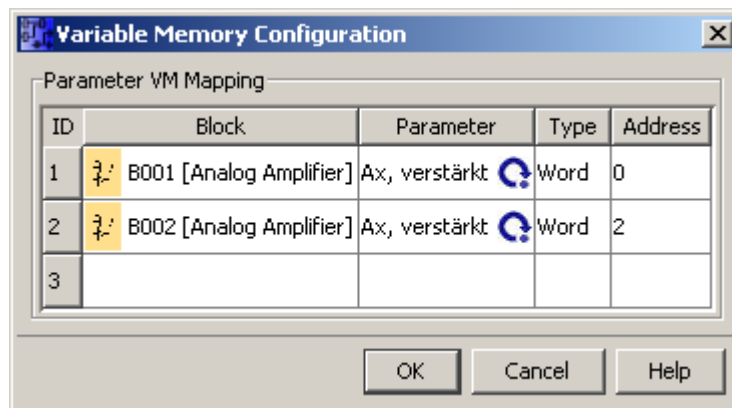 Variable Memory Configuration
Parameter VM Mapping
ID Block Parameter Type Address
1 B001 [Analog Amplifier] Ax, verstärkt Word 0
2 B002 [Analog Amplifier] Ax, verstärkt Word 2
3
OK Cancel Help